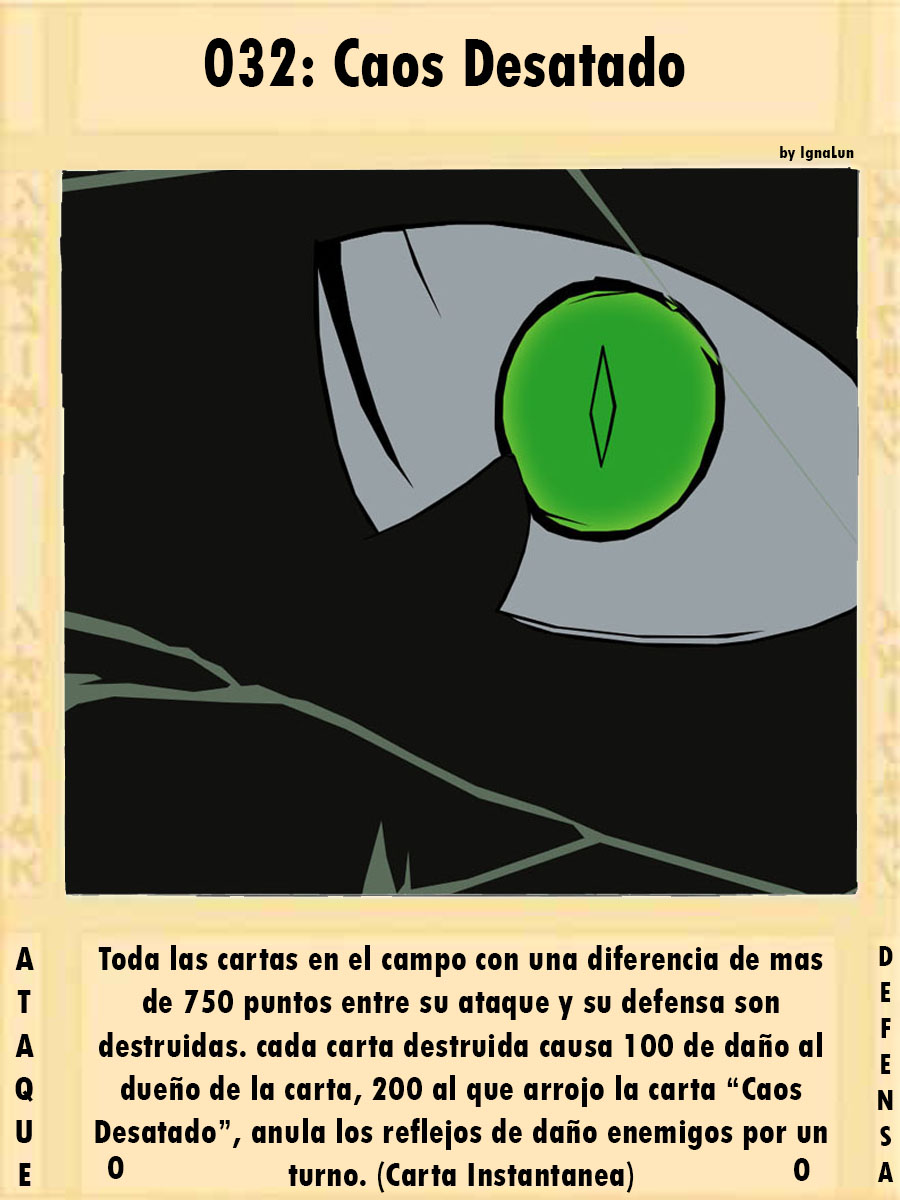 032: Caos Desatado
by IgnaLun
Toda las cartas en el campo con una diferencia de mas
de 750 puntos entre su ataque y su defensa son
destruidas. cada carta destruida causa 100 de daño al
dueño de la carta, 200 al que arrojo la carta “Caos
Desatado”, anula los reflejos de daño enemigos por un
turno. (Carta Instantanea)
ATAQUE
0
DEFENSA
0